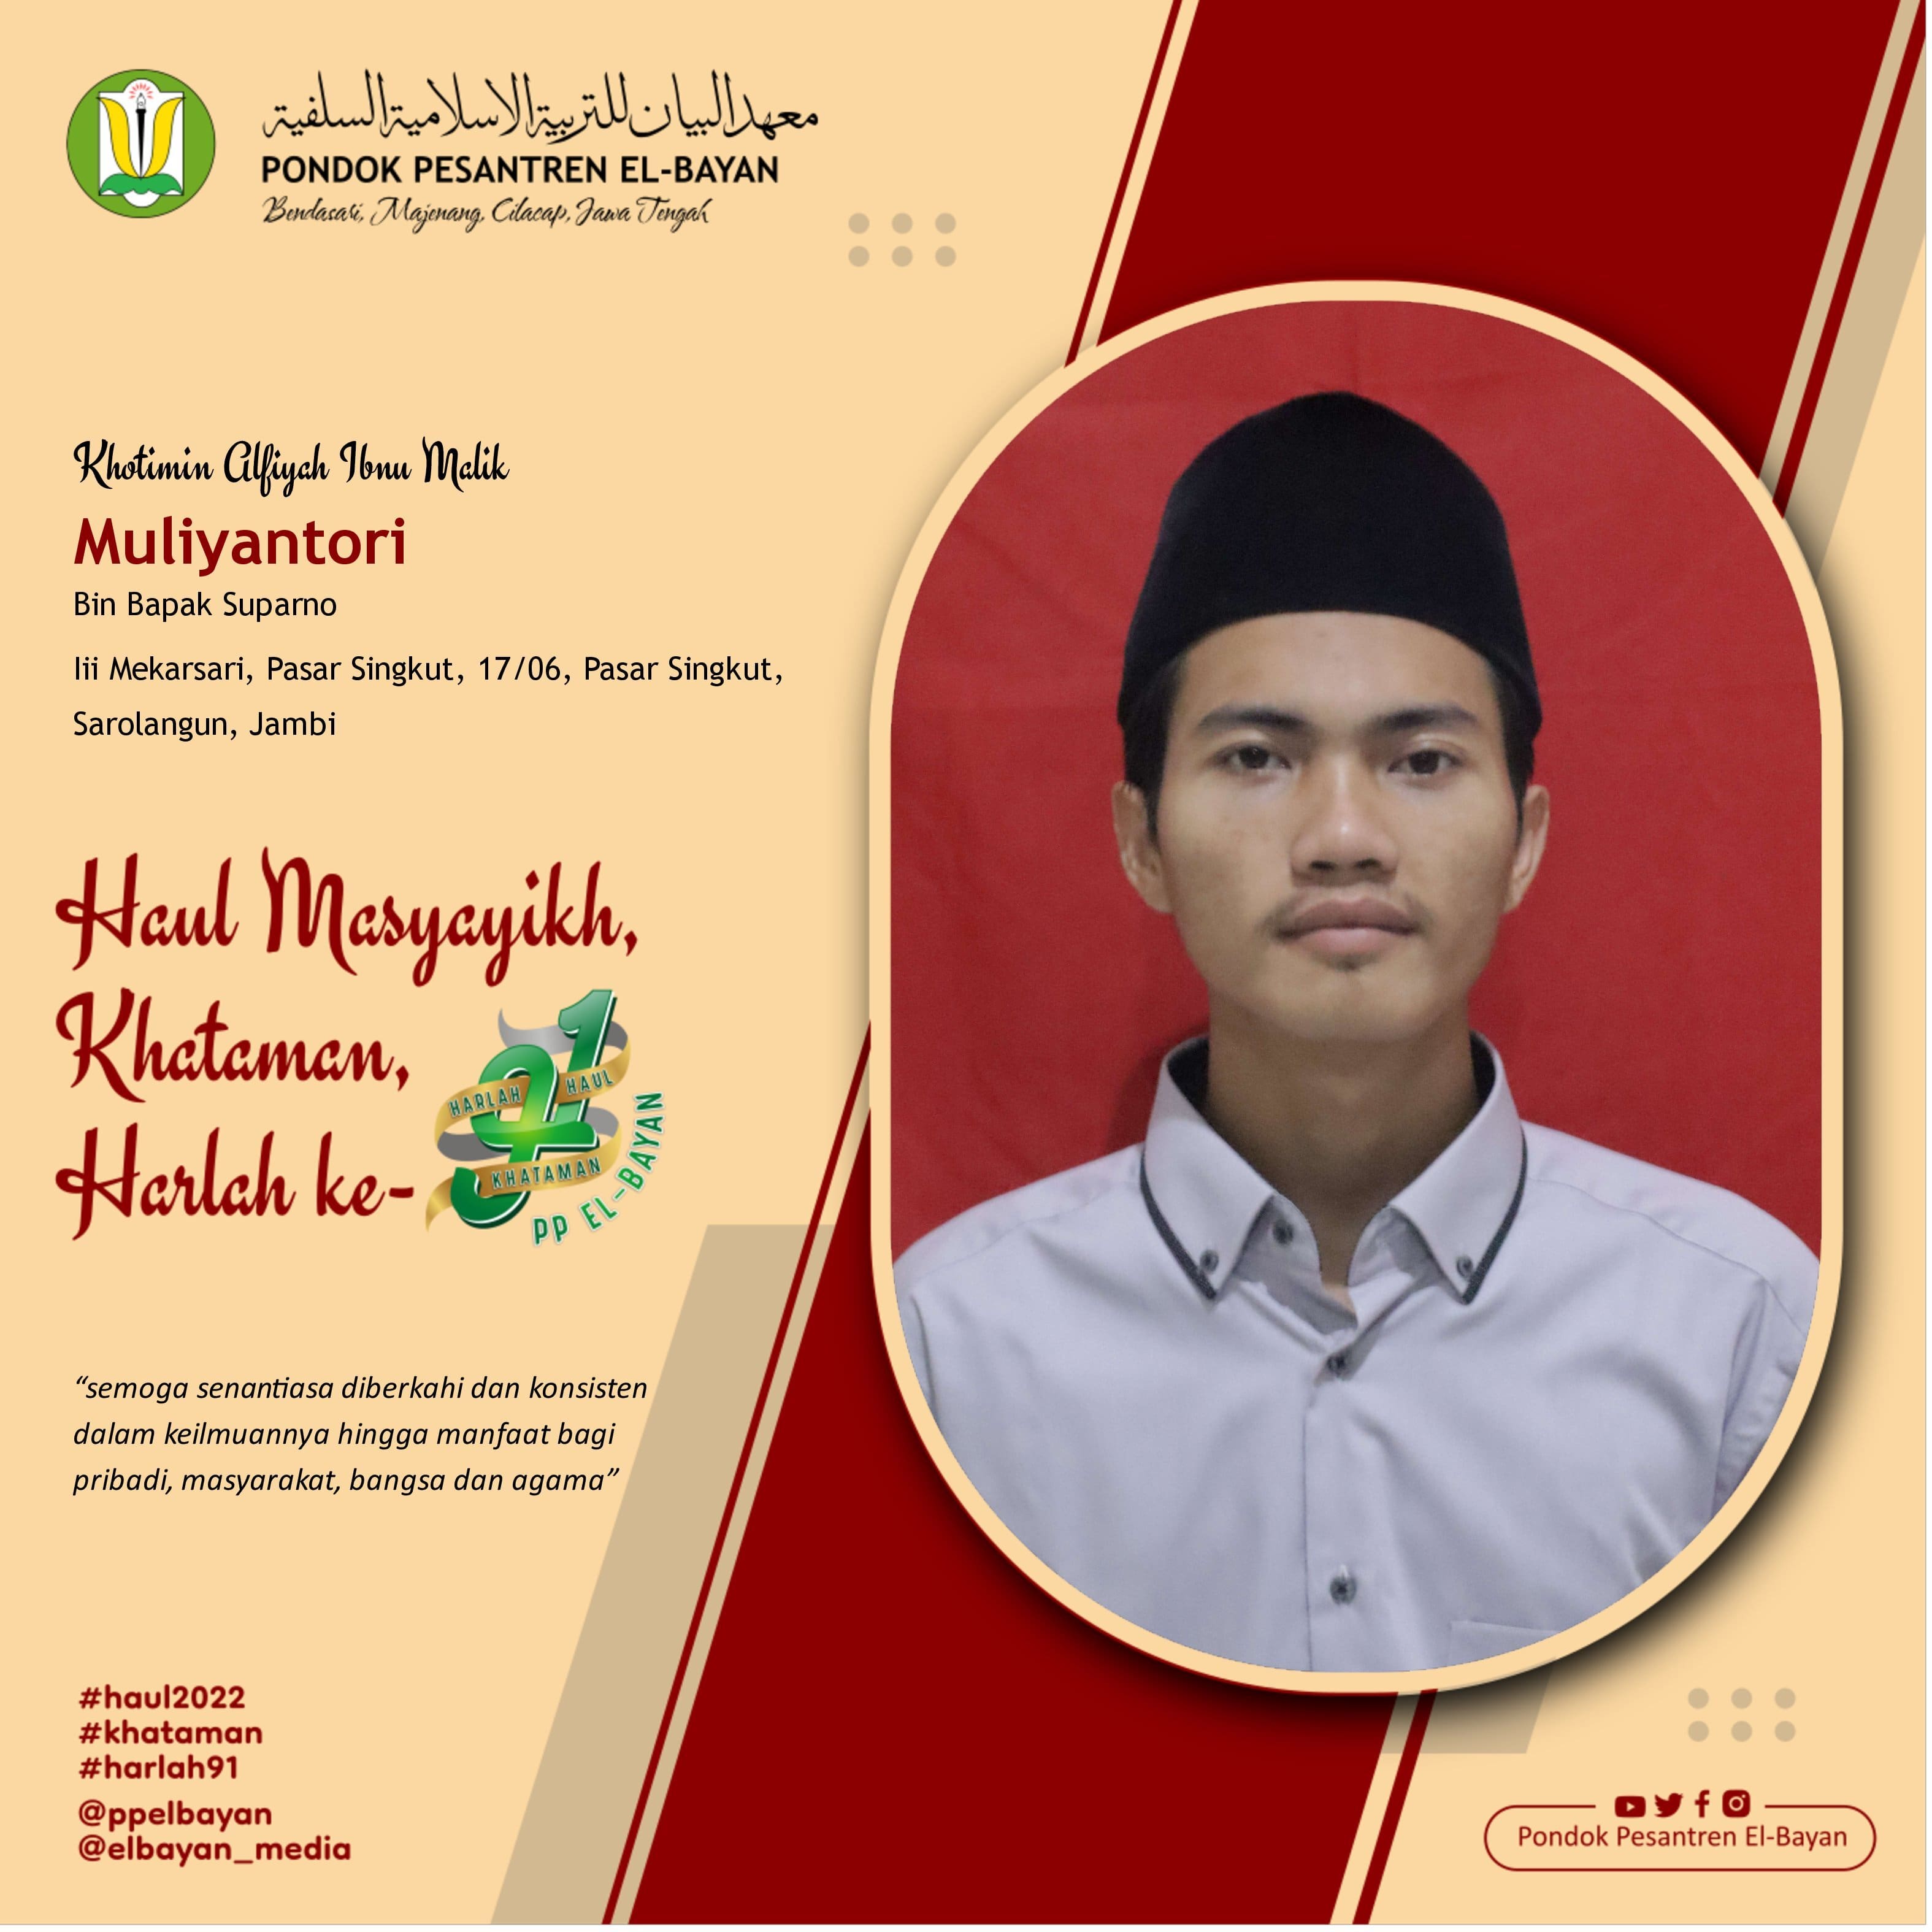 معهد البيان للتربية الاسلامية السلفية
PONDOK PESANTREN EL-BAYAN
Bendasari, Majenang, Cilacap, Jawa Tengah
Khotimin Alfiyah Ibnu Malik
Muliyantori
Bin Bapak Suparno
Iii Mekarsari, Pasar Singkut, 17/06, Pasar Singkut,
Sarolangun, Jambi
Haul Masyayikh,
Khataman,
Harlah ke-
91
HARLAH HAUL
KHATAMAN
PP EL-BAYAN
“semoga senantiasa diberkahi dan konsisten
dalam keilmuannya hingga manfaat bagi
pribadi, masyarakat, bangsa dan agama”
#haul2022
#khataman
#harlah91
@ppelbayan
@elbayan_media
Pondok Pesantren El-Bayan